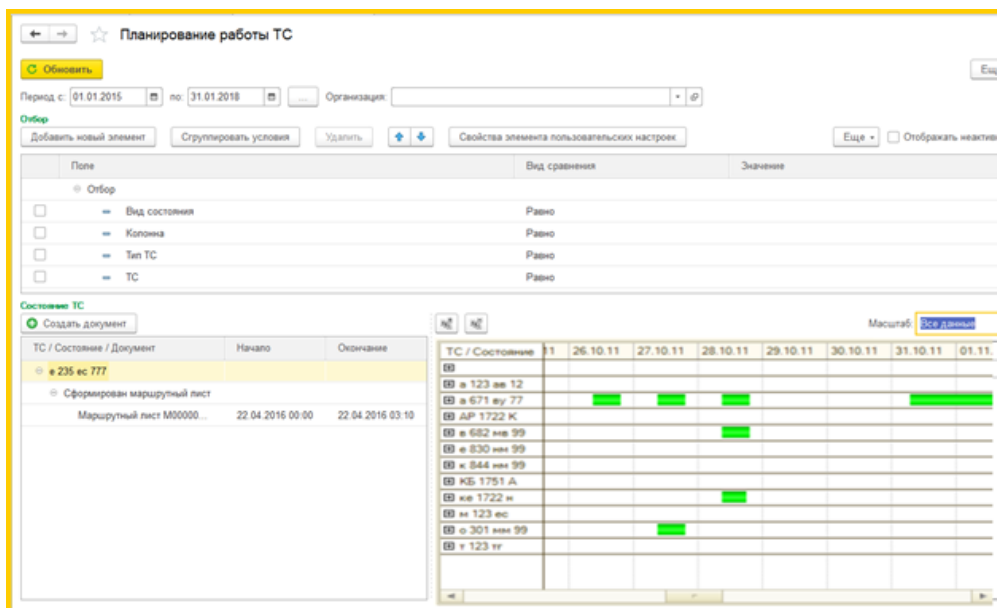 Планирование работы ТС
Обновить
Ещ
Период с: 01.01.2015 по: 31.01.2018 ... Организация:
Отбор
Добавить новый элемент Сгруппировать условия Удалить Свойства элемента пользовательских настроек Еще Отображать неактив
Поле Вид сравнения Значение
Отбор
Вид состояния Равно
Колонна Равно
Тип ТС Равно
ТС Равно
Состояние ТС
Создать документ Масштаб: Все данные
ТС / Состояние / Документ Начало Окончание
е 235 ес 777
Сформирован маршрутный лист
Маршрутный лист М00000... 22.04.2016 00:00 22.04.2016 03:10
ТС / Состояние 11 26.10.11 27.10.11 28.10.11 29.10.11 30.10.11 31.10.11 01.11.
а 123 ае 12
а 671 ву 77
АР 1722 К
в 682 мв 99
е 830 нм 99
к 844 нм 99
КБ 1751 А
ке 1722 н
м 123 ес
о 301 мм 99
т 123 тг